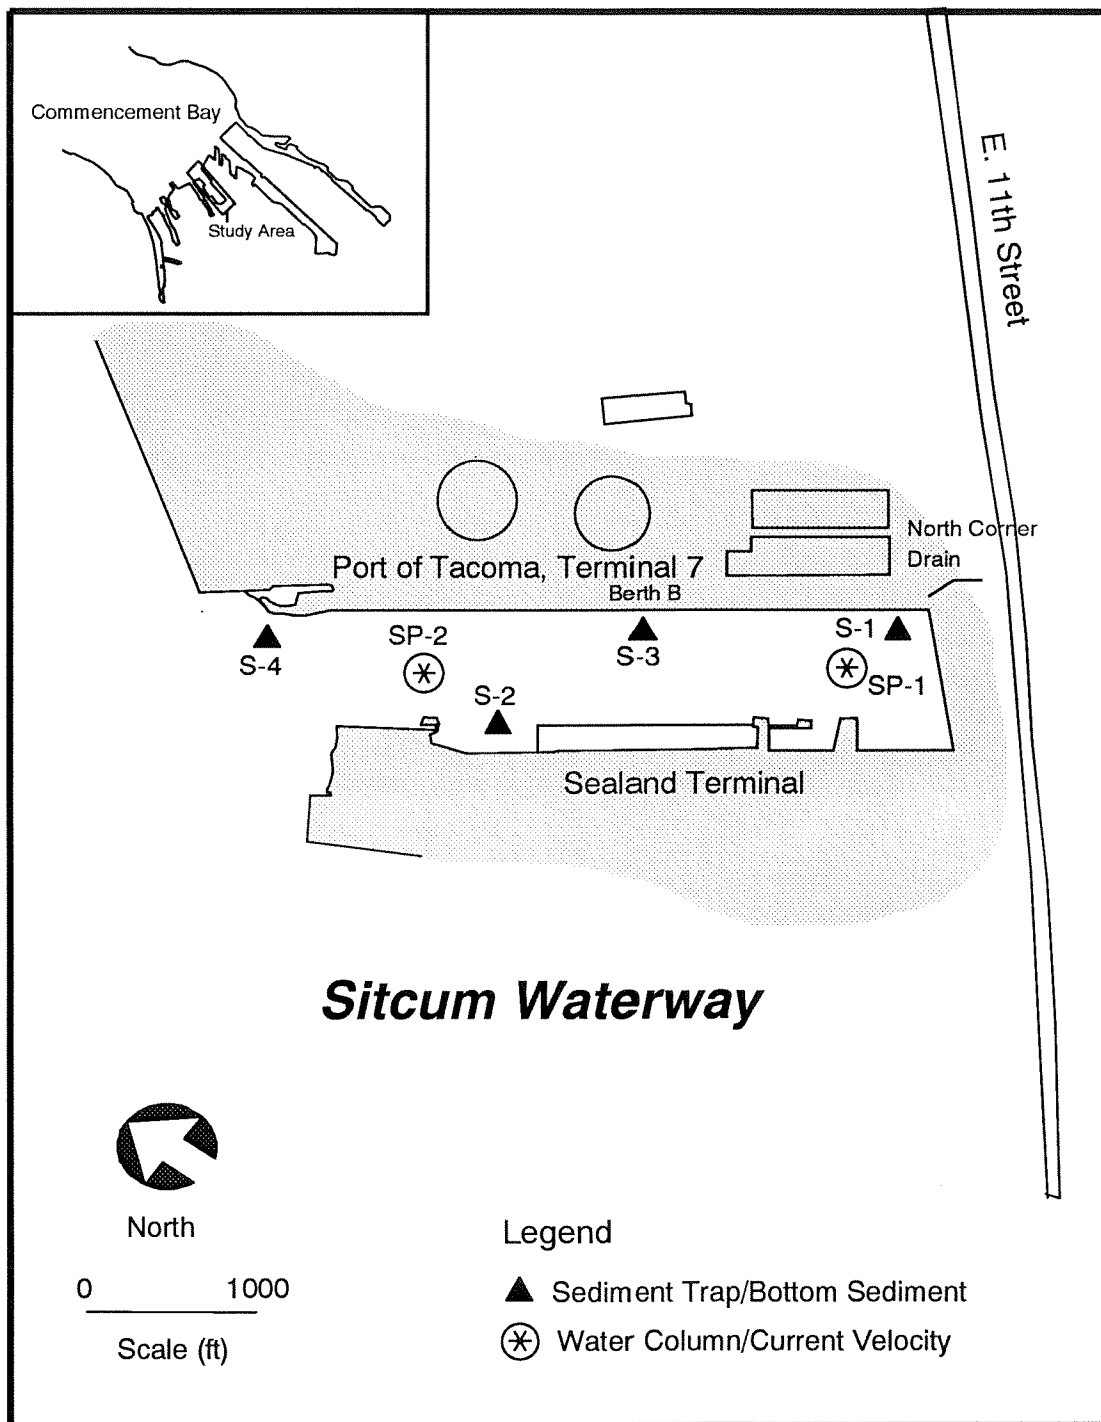 Commencement Bay
Study Area
E. 11th Street
North Corner
Drain
Port of Tacoma, Terminal 7
Berth B
S-4
SP-2
S-3
S-1
SP-1
S-2
Sealand Terminal
Sitcum Waterway
North
0 1000
Scale (ft)
Legend
Sediment Trap/Bottom Sediment
Water Column/Current Velocity